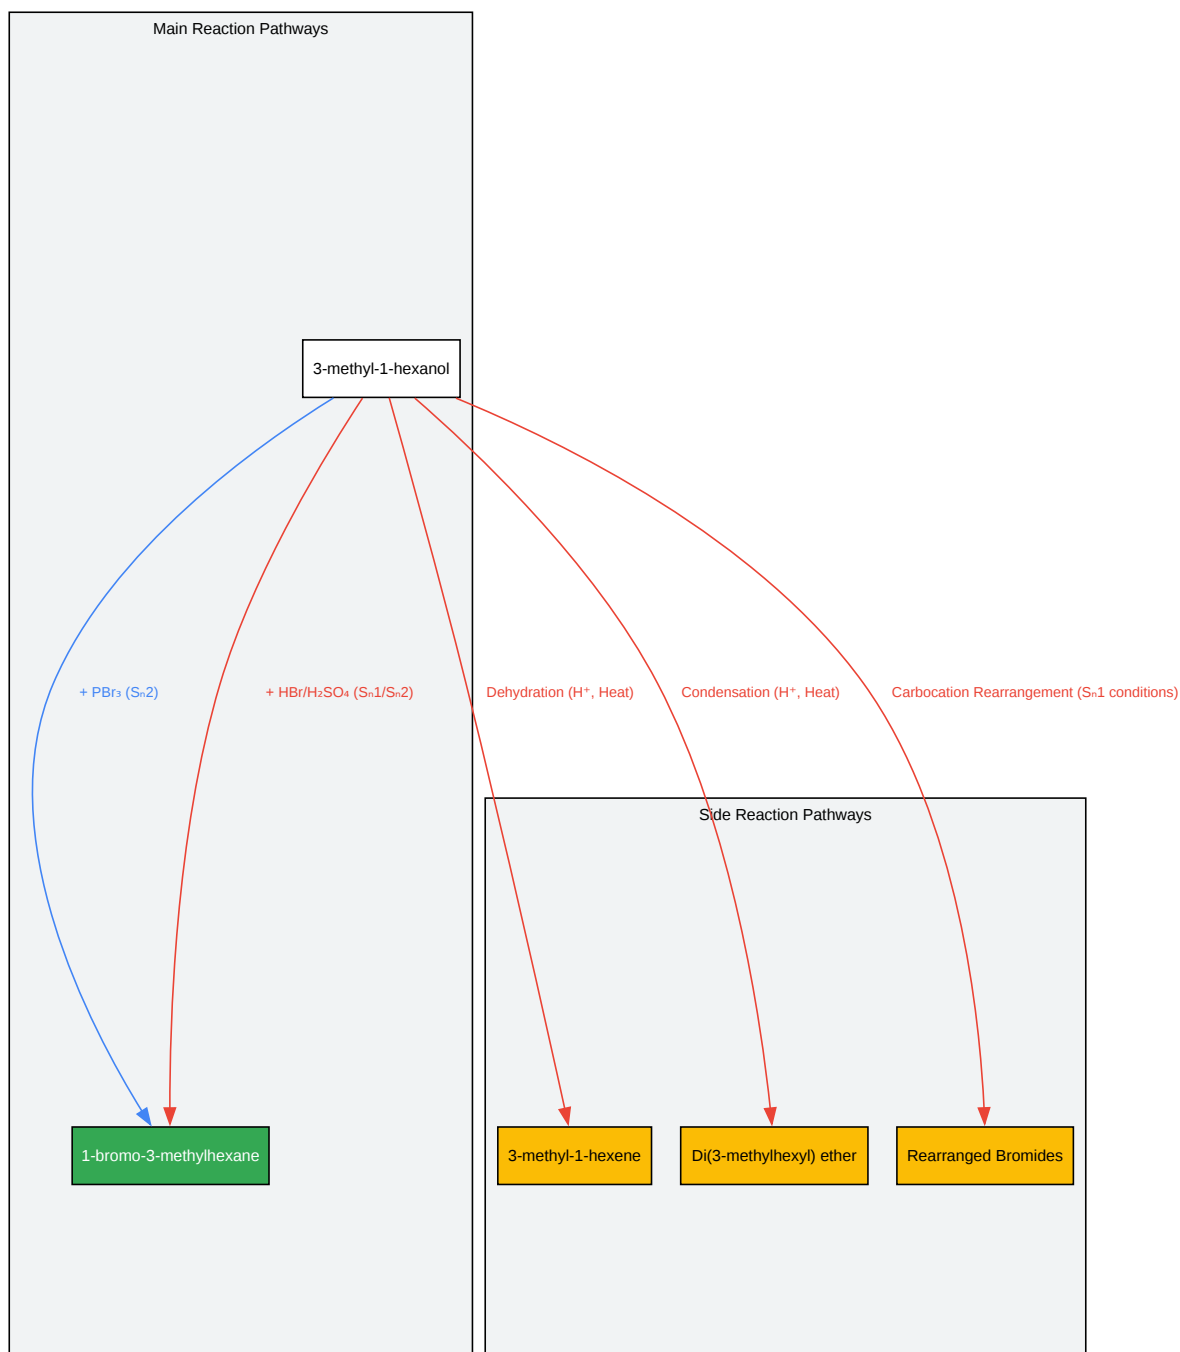 Main Reaction Pathways
3-methyl-1-hexanol
+ PBr₃ (Sₙ2)
+ HBr/H₂SO₄ (Sₙ1/Sₙ2)
Dehydration (H⁺, Heat)
Condensation (H⁺, Heat)
Carbocation Rearrangement (Sₙ1 conditions)
Side Reaction Pathways
1-bromo-3-methylhexane
3-methyl-1-hexene
Di(3-methylhexyl) ether
Rearranged Bromides